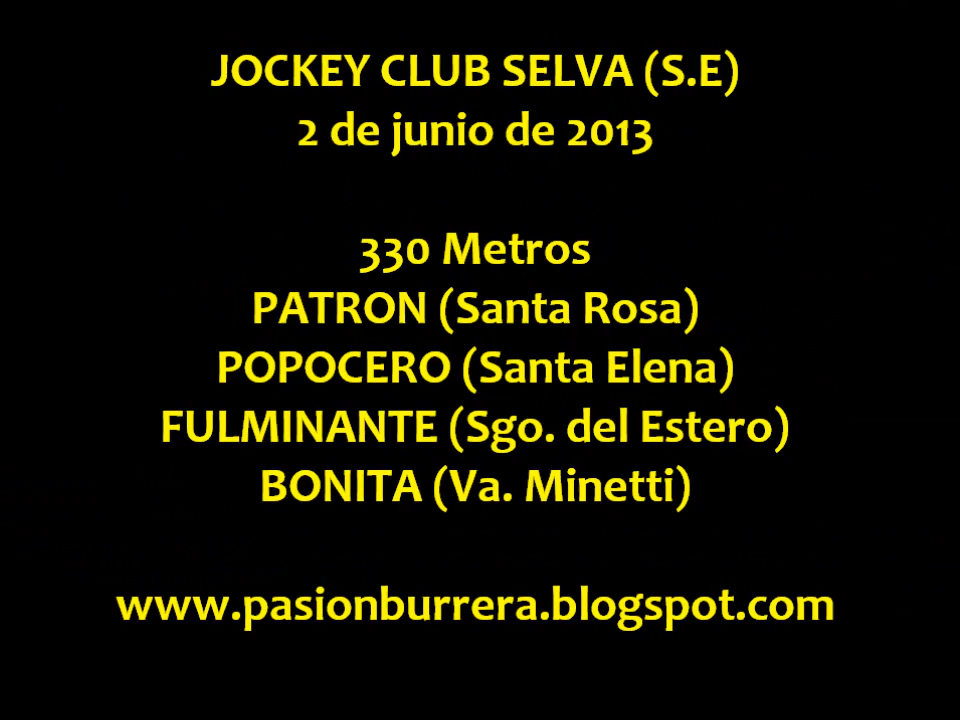 JOCKEY CLUB SELVA (S.E)
2 de junio de 2013
330 Metros
PATRON (Santa Rosa)
POPOCERO (Santa Elena)
FULMINANTE (Sgo. del Estero)
BONITA (Va. Minetti)
www.pasionburrera.blogspot.com